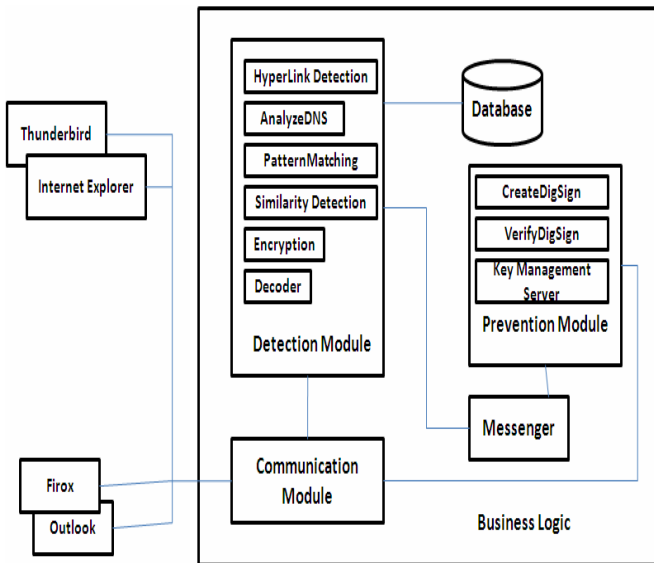 Thunderbird
Internet Explorer
Firox
Outlook
HyperLink Detection
AnalyzeDNS
PatternMatching
Similarity Detection
Encryption
Decoder
Detection Module
Database
CreateDigSign
VerifyDigSign
Key Management
Server
Prevention Module
Messenger
Communication
Module
Business Logic